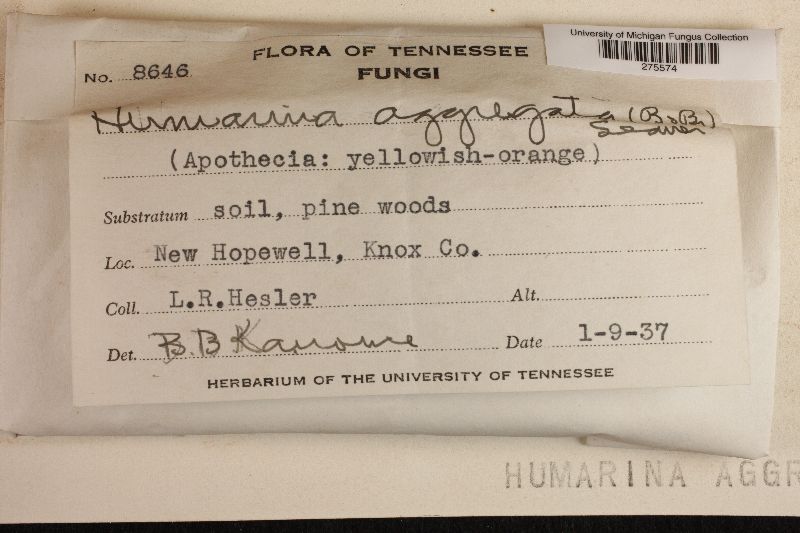 University of Michigan Fungus Collection
275574
FLORA OF TENNESSEE
No. 8646
FUNGI
Humarina aggregata (B. & Br.)
Seaver
(Apothecia: yellowish-orange)
Substratum soil, pine woods
Loc. New Hopewell, Knox Co.
Coll. L.R.Hesler Alt.
Det. B.B Kanouse Date 1-9-37
HERBARIUM OF THE UNIVERSITY OF TENNESSEE
HUMARINA AGGR